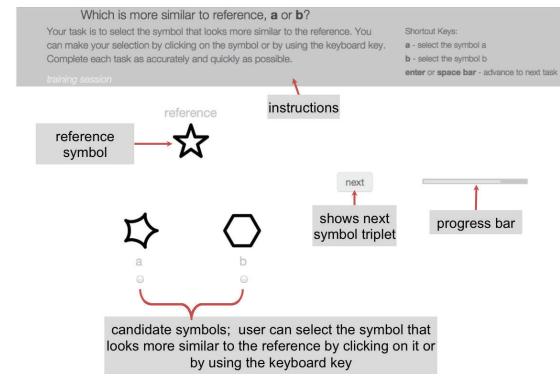 Which is more similar to reference, a or b?
Your task is to select the symbol that looks more similar to the reference. You
can make your selection by clicking on the symbol or by using the keyboard key.
Complete each task as accurately and quickly as possible.
training session
Shortcut Keys:
a - select the symbol a
b - select the symbol b
enter or space bar - advance to next task
instructions
reference
reference
symbol
next
shows next
symbol triplet
progress bar
a
b
candidate symbols; user can select the symbol that
looks more similar to the reference by clicking on it or
by using the keyboard key